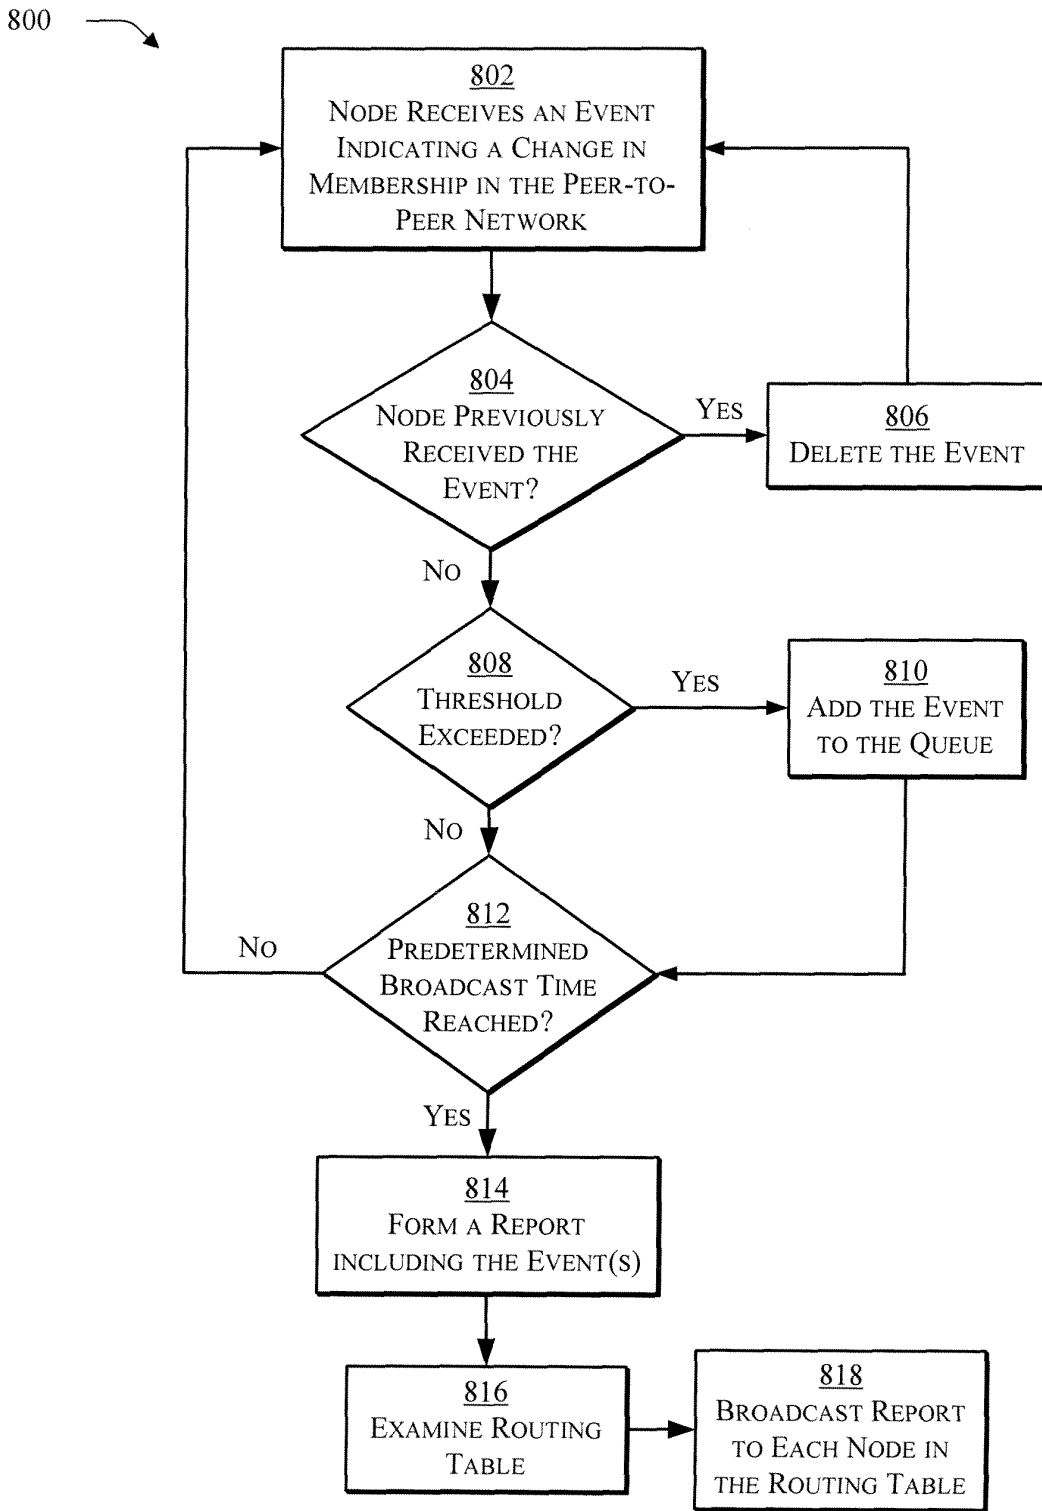 800
802
NODE RECEIVES AN EVENT
INDICATING A CHANGE IN
MEMBERSHIP IN THE PEER-TO-
PEER NETWORK
804
NODE PREVIOUSLY
RECEIVED THE
EVENT?
YES
806
DELETE THE EVENT
NO
808
THRESHOLD
EXCEEDED?
YES
810
ADD THE EVENT
TO THE QUEUE
NO
812
PREDETERMINED
BROADCAST TIME
REACHED?
NO
YES
814
FORM A REPORT
INCLUDING THE EVENT(S)
816
EXAMINE ROUTING
TABLE
818
BROADCAST REPORT
TO EACH NODE IN
THE ROUTING TABLE